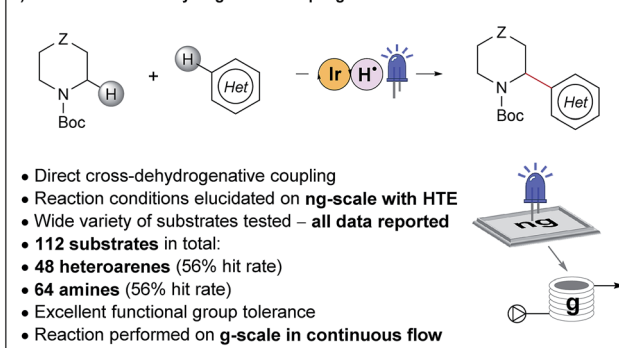 Z
H
N
Boc
+
H
Het
Ir H•
Z
N
Boc
Het
• Direct cross-dehydrogenative coupling
• Reaction conditions elucidated on ng-scale with HTE
• Wide variety of substrates tested – all data reported
• 112 substrates in total:
• 48 heteroarenes (56% hit rate)
• 64 amines (56% hit rate)
• Excellent functional group tolerance
• Reaction performed on g-scale in continuous flow
ng
g